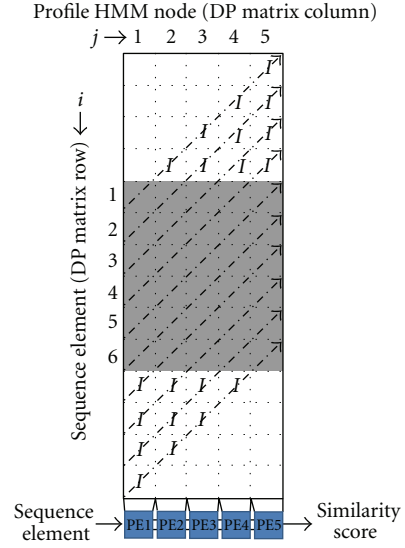 Profile HMM node (DP matrix column)
j → 1 2 3 4 5
i
Sequence element (DP matrix row)
I
I I
I I I
I I I I
1
2
3
4
5
6
I I I I
I I I
I I
I
Sequence element
PE1 PE2 PE3 PE4 PE5
Similarity score